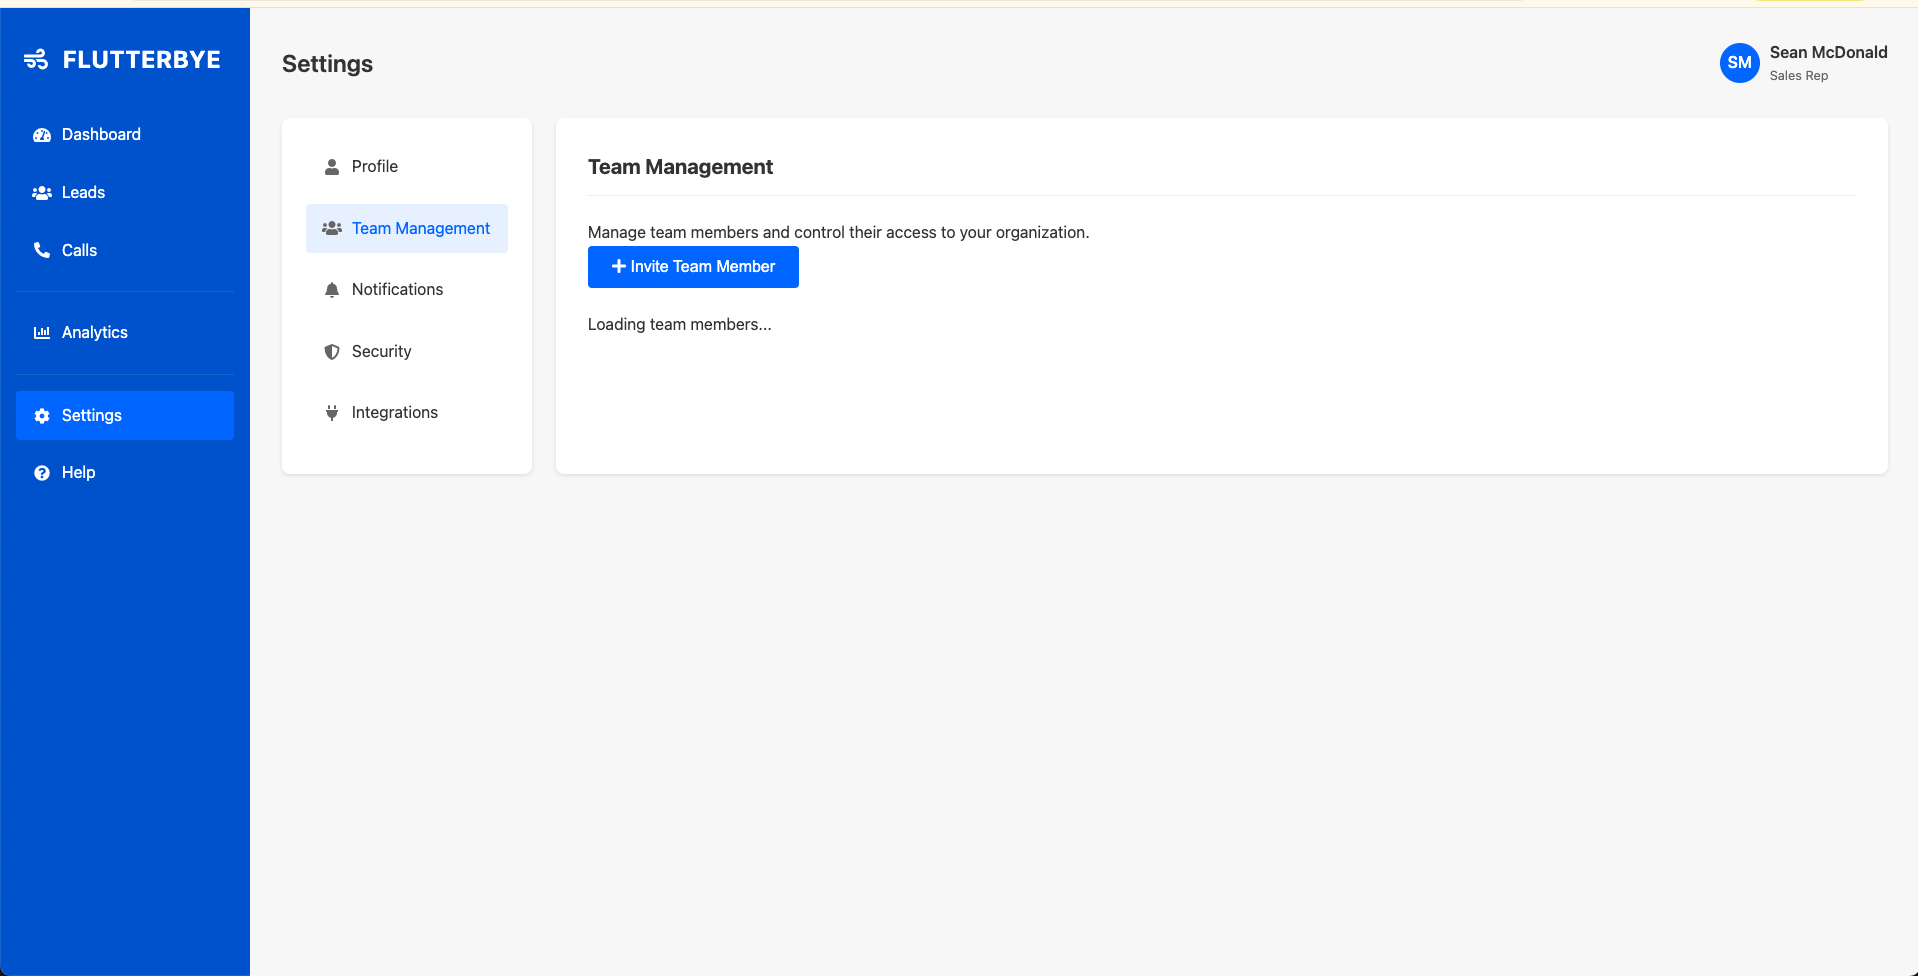 FLUTTERBYE
Dashboard
Leads
Calls
Analytics
Settings
Help
Settings
SM
Sean McDonald
Sales Rep
Profile
Team Management
Notifications
Security
Integrations
Team Management
Manage team members and control their access to your organization.
Invite Team Member
Loading team members...